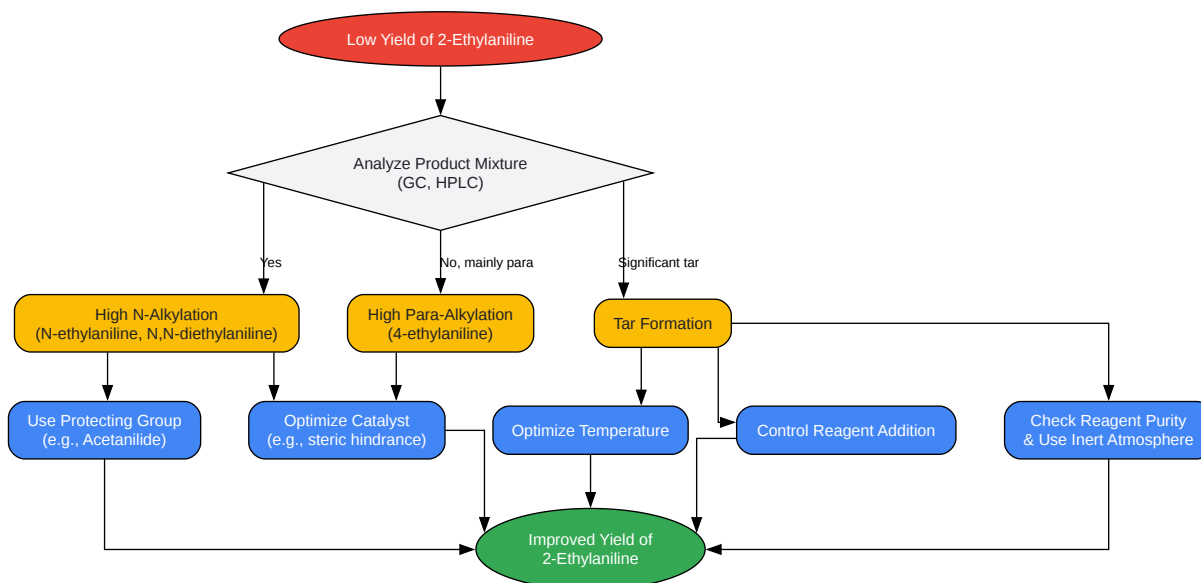 Low Yield of 2-Ethylaniline
Analyze Product Mixture
(GC, HPLC)
Yes
No, mainly para
Significant tar
High N-Alkylation
(N-ethylaniline, N,N-diethylaniline)
High Para-Alkylation
(4-ethylaniline)
Tar Formation
Use Protecting Group
(e.g., Acetanilide)
Optimize Catalyst
(e.g., steric hindrance)
Optimize Temperature
Control Reagent Addition
Check Reagent Purity
& Use Inert Atmosphere
Improved Yield of
2-Ethylaniline